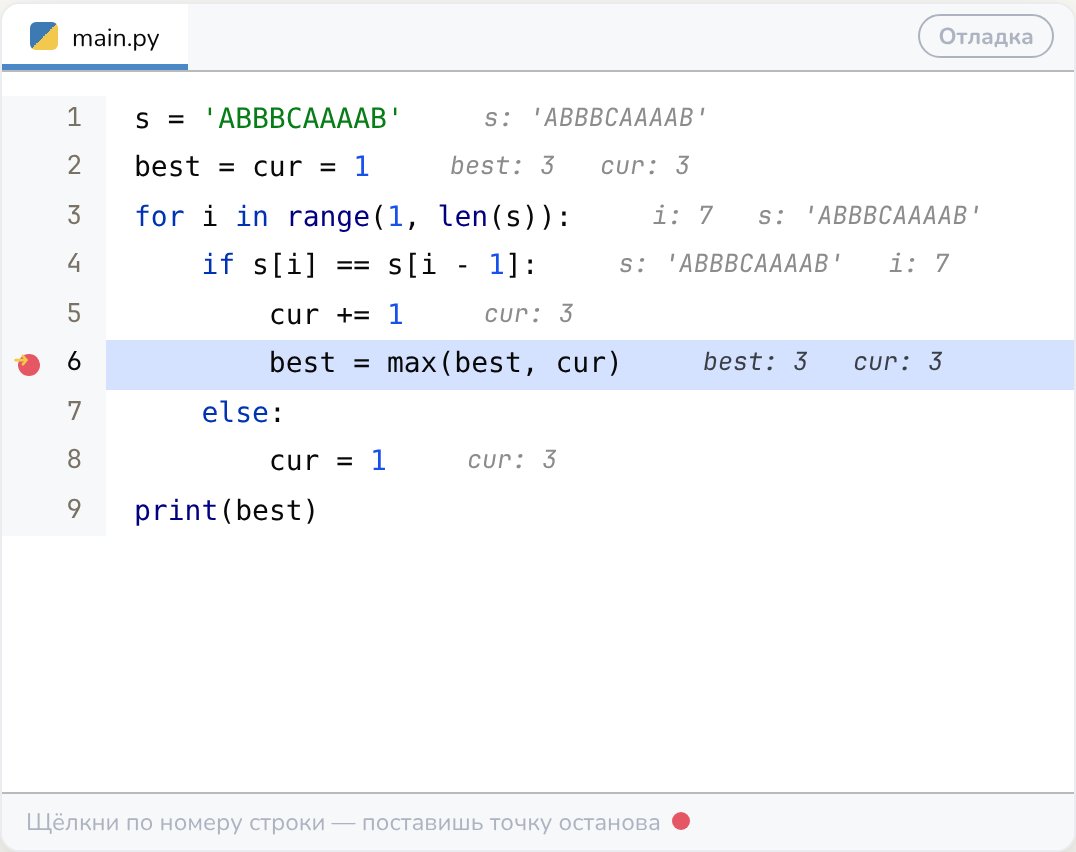 main.py
Отладка
1 s = 'ABBBCAAAAB' s: 'ABBBCAAAAB'
2 best = cur = 1 best: 3 cur: 3
3 for i in range(1, len(s)): i: 7 s: 'ABBBCAAAAB'
4 if s[i] == s[i - 1]: s: 'ABBBCAAAAB' i: 7
5 cur += 1 cur: 3
6 best = max(best, cur) best: 3 cur: 3
7 else:
8 cur = 1 cur: 3
9 print(best)
Щёлкни по номеру строки — поставишь точку останова